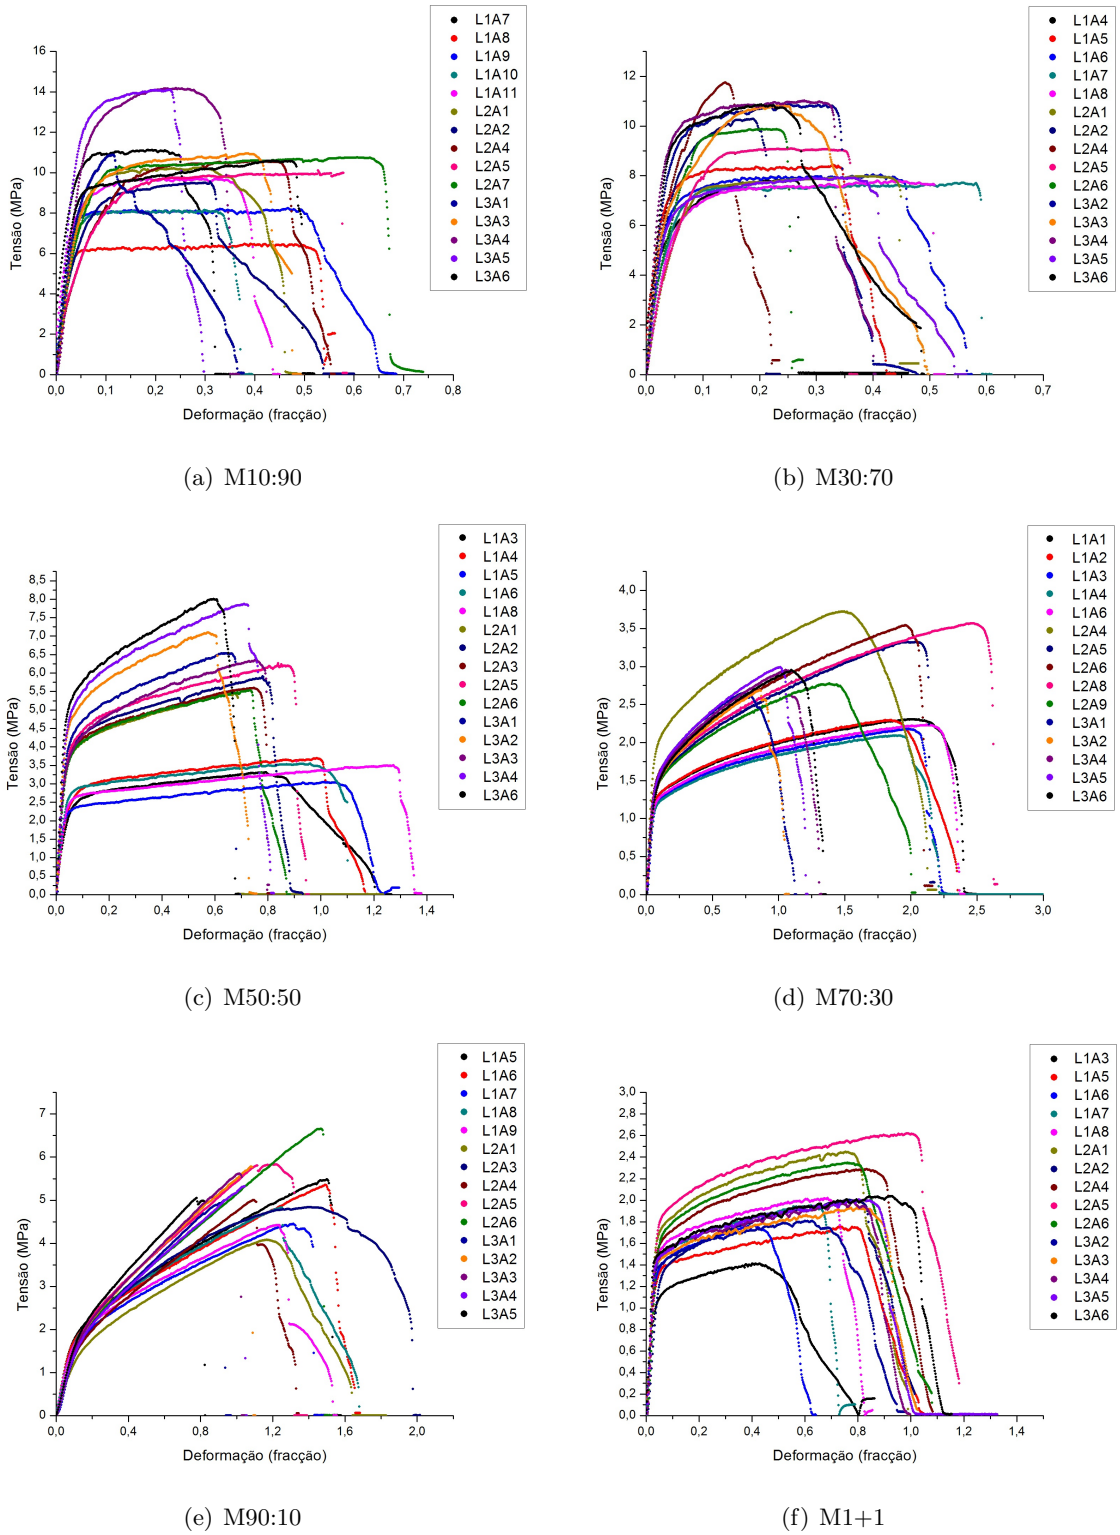 L1A7
L1A8
L1A9
L1A10
L1A11
L2A1
L2A2
L2A4
L2A5
L2A7
L3A1
L3A3
L3A4
L3A5
L3A6
16
14
12
10
8
6
4
2
0
Tensão (MPa)
0,0 0,1 0,2 0,3 0,4 0,5 0,6 0,7 0,8
Deformação (fracção)
(a) M10:90
L1A4
L1A5
L1A6
L1A7
L1A8
L2A1
L2A2
L2A4
L2A5
L2A6
L3A2
L3A3
L3A4
L3A5
L3A6
12
10
8
6
4
2
0
Tensão (MPa)
0,0 0,1 0,2 0,3 0,4 0,5 0,6 0,7
Deformação (fracção)
(b) M30:70
L1A3
L1A4
L1A5
L1A6
L1A8
L2A1
L2A2
L2A3
L2A5
L2A6
L3A1
L3A2
L3A3
L3A4
L3A6
8,5
8,0
7,5
7,0
6,5
6,0
5,5
5,0
4,5
4,0
3,5
3,0
2,5
2,0
1,5
1,0
0,5
0,0
Tensão (MPa)
0,0 0,2 0,4 0,6 0,8 1,0 1,2 1,4
Deformação (fracção)
(c) M50:50
L1A1
L1A2
L1A3
L1A4
L1A6
L2A4
L2A5
L2A6
L2A8
L2A9
L3A1
L3A2
L3A4
L3A5
L3A6
4,0
3,5
3,0
2,5
2,0
1,5
1,0
0,5
0,0
Tensão (MPa)
0,0 0,5 1,0 1,5 2,0 2,5 3,0
Deformação (fracção)
(d) M70:30
L1A5
L1A6
L1A7
L1A8
L1A9
L2A1
L2A3
L2A4
L2A5
L2A6
L3A1
L3A2
L3A3
L3A4
L3A5
7
6
5
4
3
2
1
0
Tensão (MPa)
0,0 0,4 0,8 1,2 1,6 2,0
Deformação (fracção)
(e) M90:10
L1A3
L1A5
L1A6
L1A7
L1A8
L2A1
L2A2
L2A4
L2A5
L2A6
L3A2
L3A3
L3A4
L3A5
L3A6
3,0
2,8
2,6
2,4
2,2
2,0
1,8
1,6
1,4
1,2
1,0
0,8
0,6
0,4
0,2
0,0
Tensão (MPa)
0,0 0,2 0,4 0,6 0,8 1,0 1,2 1,4
Deformação (fracção)
(f) M1+1